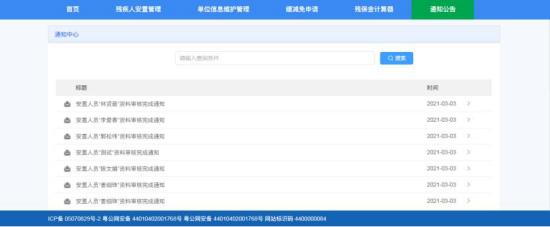 首页 残疾人安置管理 单位信息维护管理 缓减免申请 残保金计算器 通知公告
通知中心
请输入查询条件 搜索
标题 时间
安置人员"林贤最"资料审核完成通知 2021-03-03
安置人员"李爱香"资料审核完成通知 2021-03-03
安置人员"郭松伟"资料审核完成通知 2021-03-03
安置人员"测试"资料审核完成通知 2021-03-03
安置人员"陈文娟"资料审核完成通知 2021-03-03
安置人员 资料审核完成通知 2021-03-03
安置人员 资料审核完成通知 2021-03-03
ICP备 05070829号-2 粤公网安备 44010402001768号 粤公网安备 44010402001768号 网站标识码 4400000084